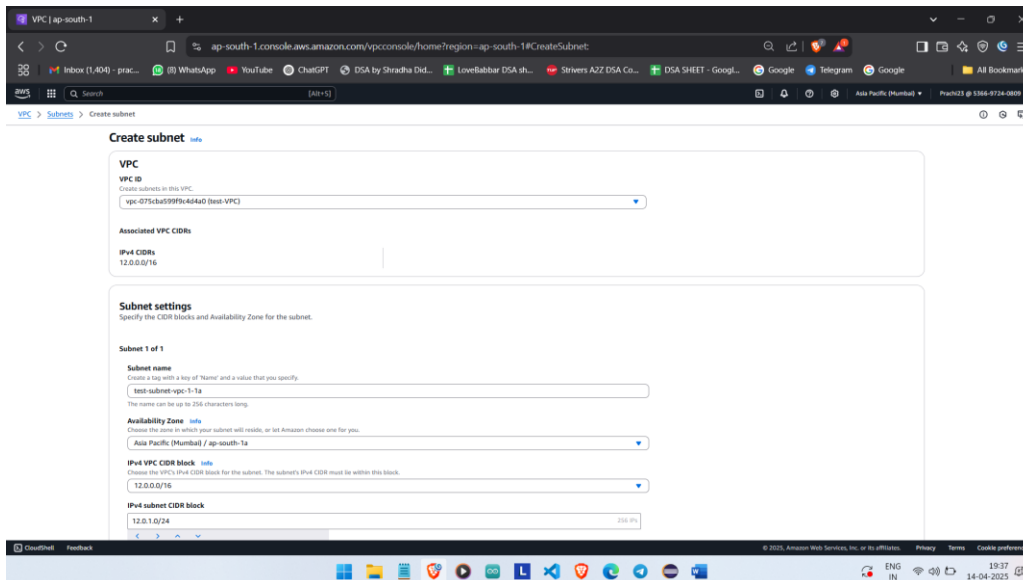 VPC | ap-south-1
ap-south-1.console.aws.amazon.com/vpcconsole/home?region=ap-south-1#CreateSubnet:
Inbox (1,404) - prac... (8) WhatsApp YouTube ChatGPT DSA by Shradha Did... LoveBabbar DSA sh... Strivers A2Z DSA Co... DSA SHEET - Googl... Google Telegram Google All Bookmark
aws Search [Alt+S] Asia Pacific (Mumbai) Prachi23 @ 5366-9724-0809
VPC > Subnets > Create subnet
Create subnet Info
VPC
VPC ID
Create subnets in this VPC.
vpc-075cba599f9c4d4a0 (test-VPC)
Associated VPC CIDRs
IPv4 CIDRs
12.0.0.0/16
Subnet settings
Specify the CIDR blocks and Availability Zone for the subnet.
Subnet 1 of 1
Subnet name
Create a tag with a key of 'Name' and a value that you specify.
test-subnet-vpc-1-1a
The name can be up to 256 characters long.
Availability Zone Info
Choose the zone in which your subnet will reside, or let Amazon choose one for you.
Asia Pacific (Mumbai) / ap-south-1a
IPv4 VPC CIDR block Info
Choose the VPC's IPv4 CIDR block for the subnet. The subnet's IPv4 CIDR must be within this block.
12.0.0.0/16
IPv4 subnet CIDR block
12.0.1.0/24 256 IPs
CloudShell Feedback © 2025, Amazon Web Services, Inc. or its affiliates. Privacy Terms Cookie preferenc
ENG 19:37
IN 14-04-2025